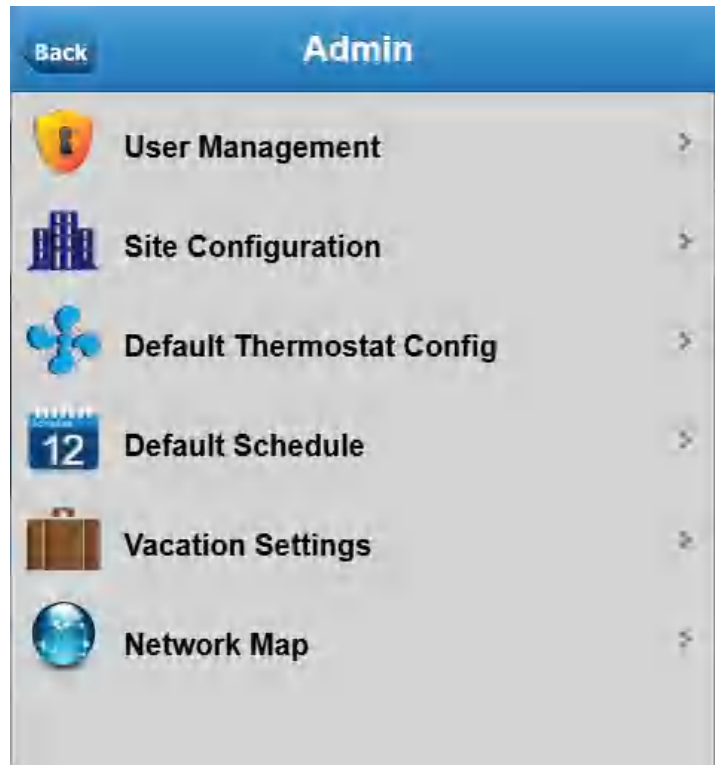 Back
Admin
User Management
Site Configuration
Default Thermostat Config
12
Default Schedule
Vacation Settings
Network Map